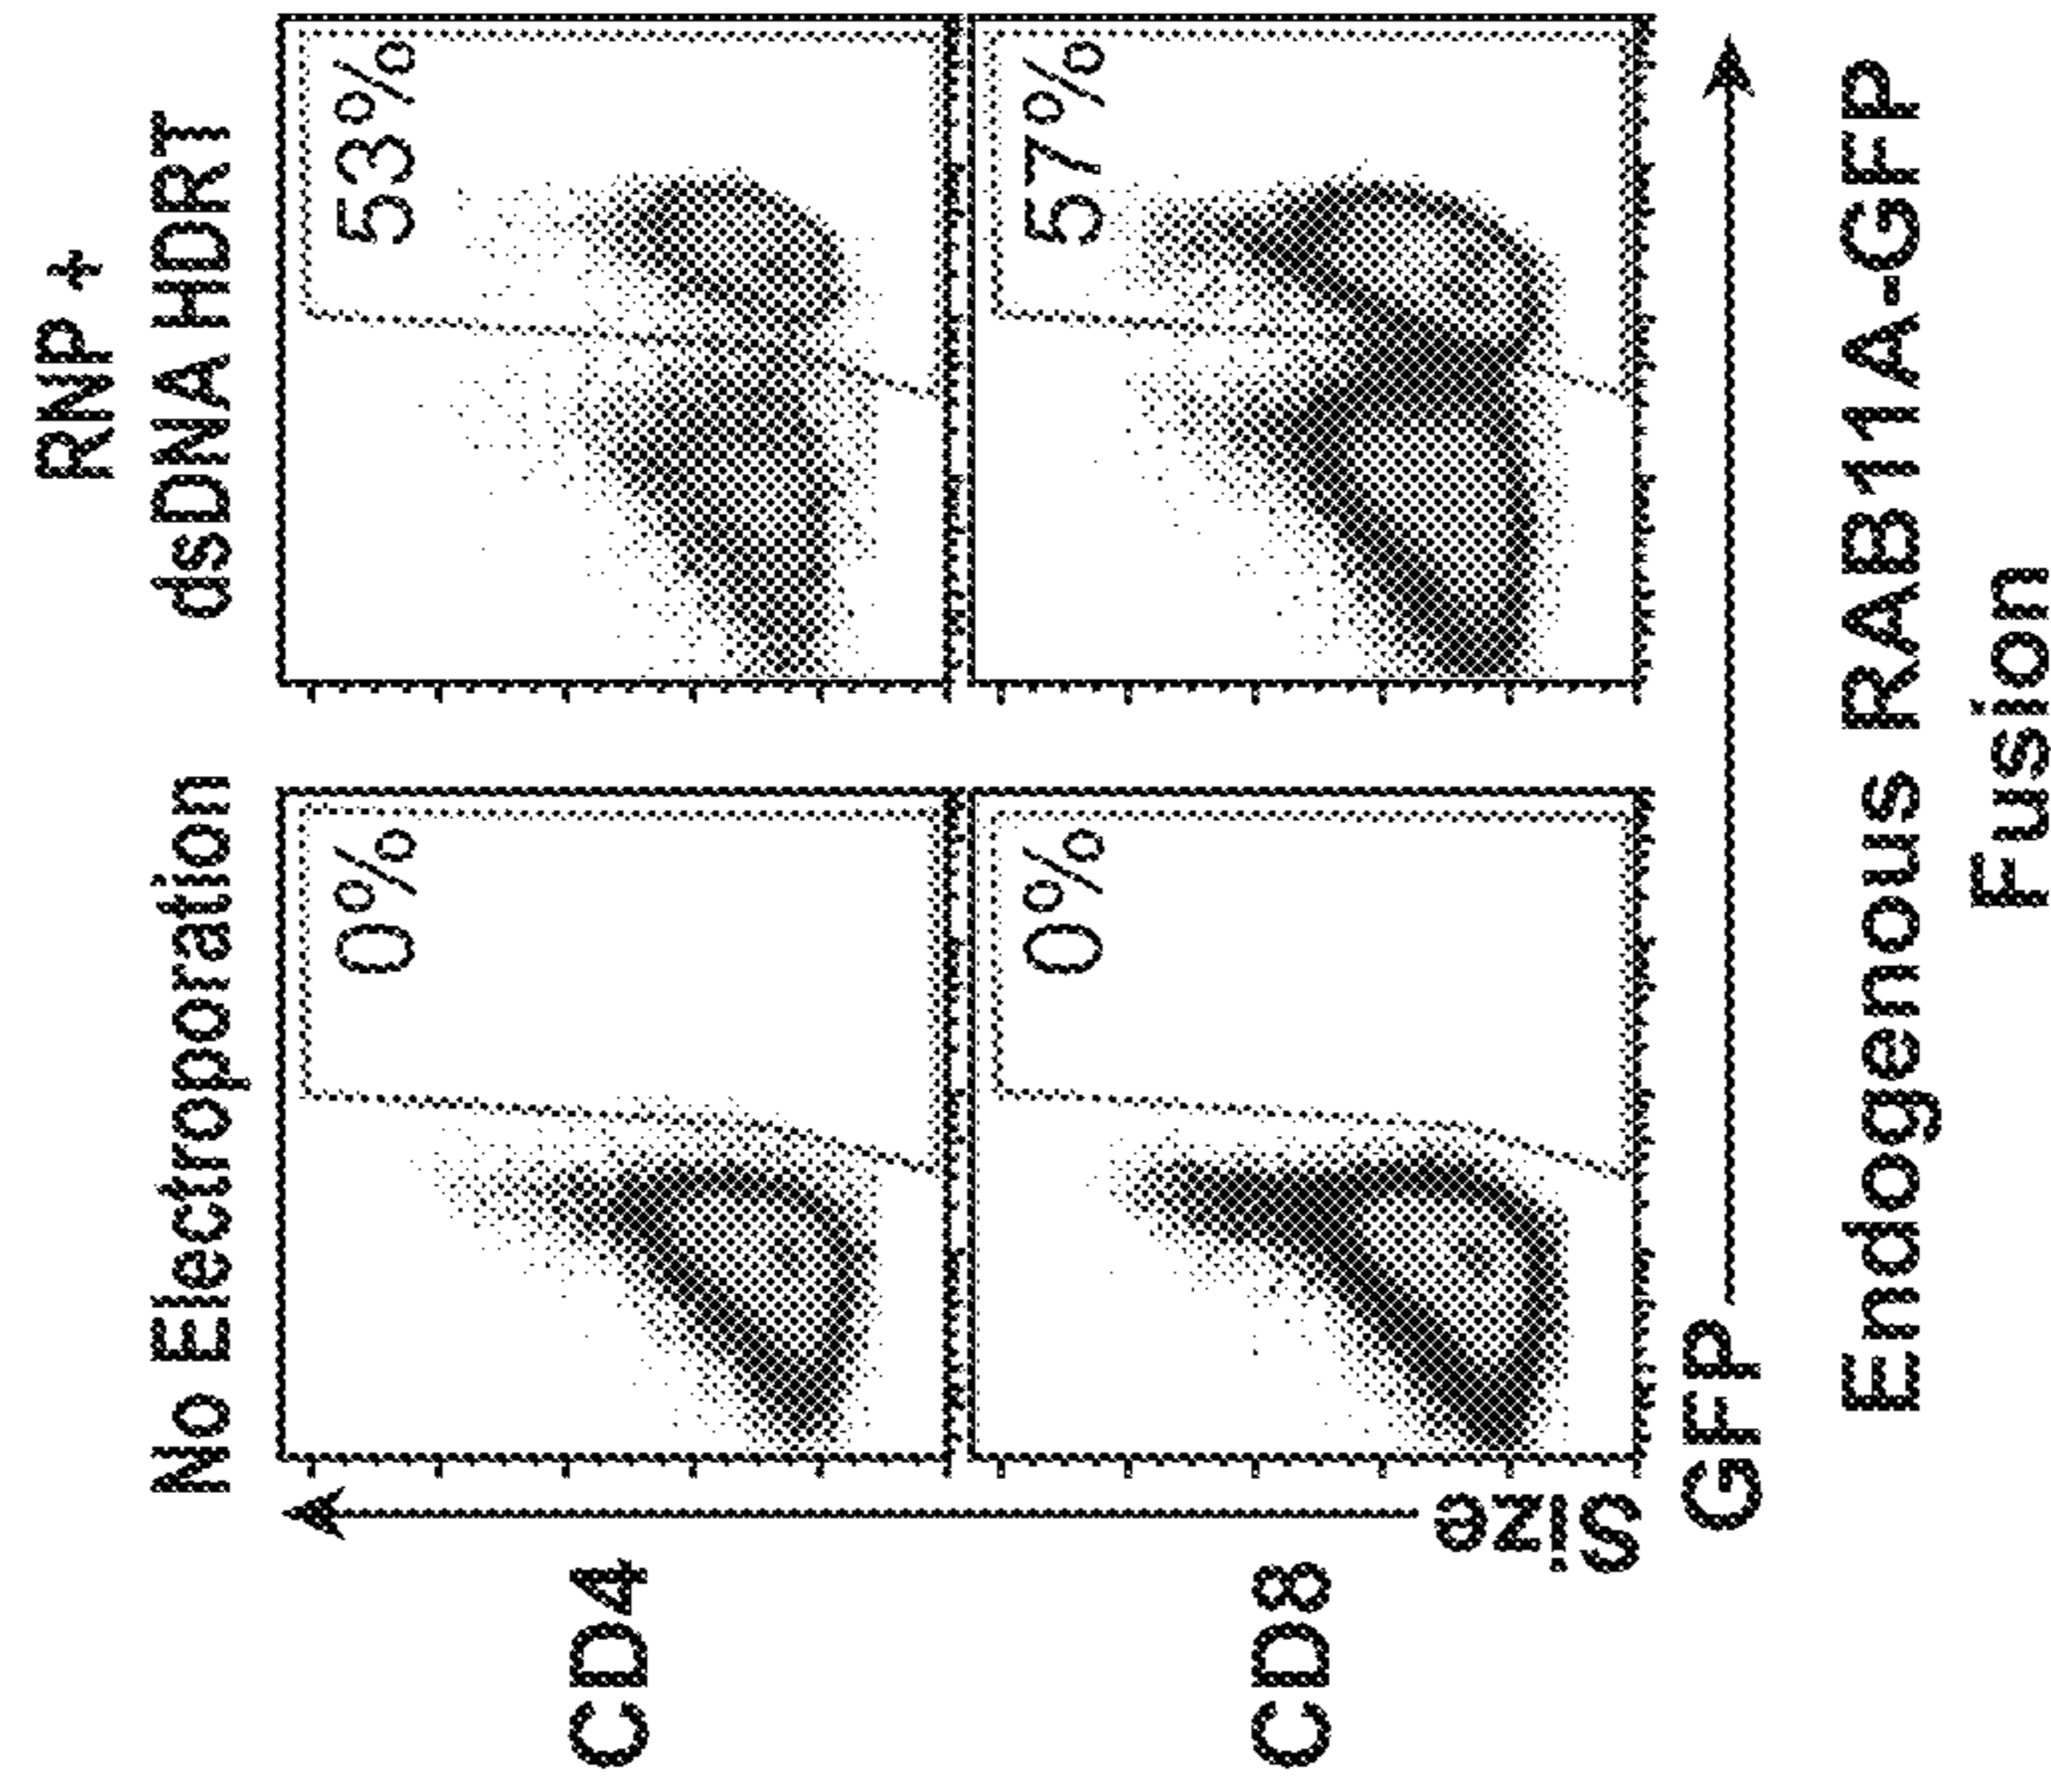 RNP +
No Electroporation dsDNA HDRT
CD4
0%
53%
CD8
0%
57%
Size
GFP
Endogenous RAB11A-GFP
Fusion